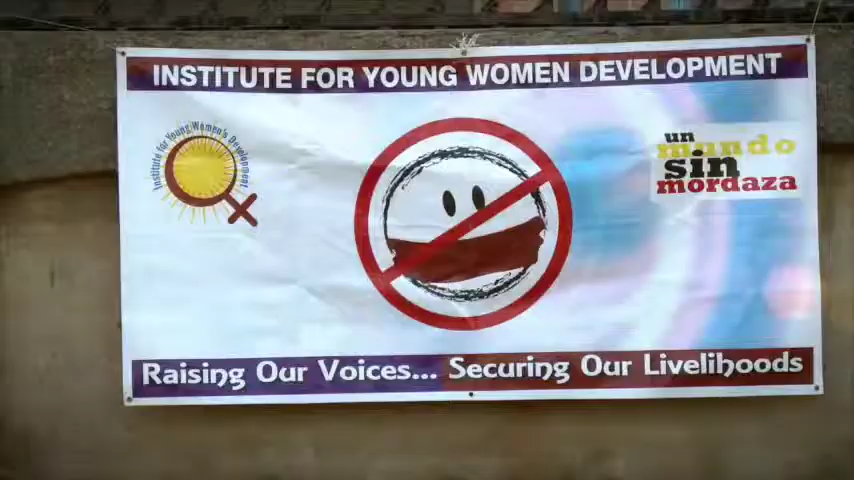 INSTITUTE FOR YOUNG WOMEN DEVELOPMENT
Institute for Young Women's Development
un
mundo
sin
mordaza
Raising Our Voices... Securing Our Livelihoods